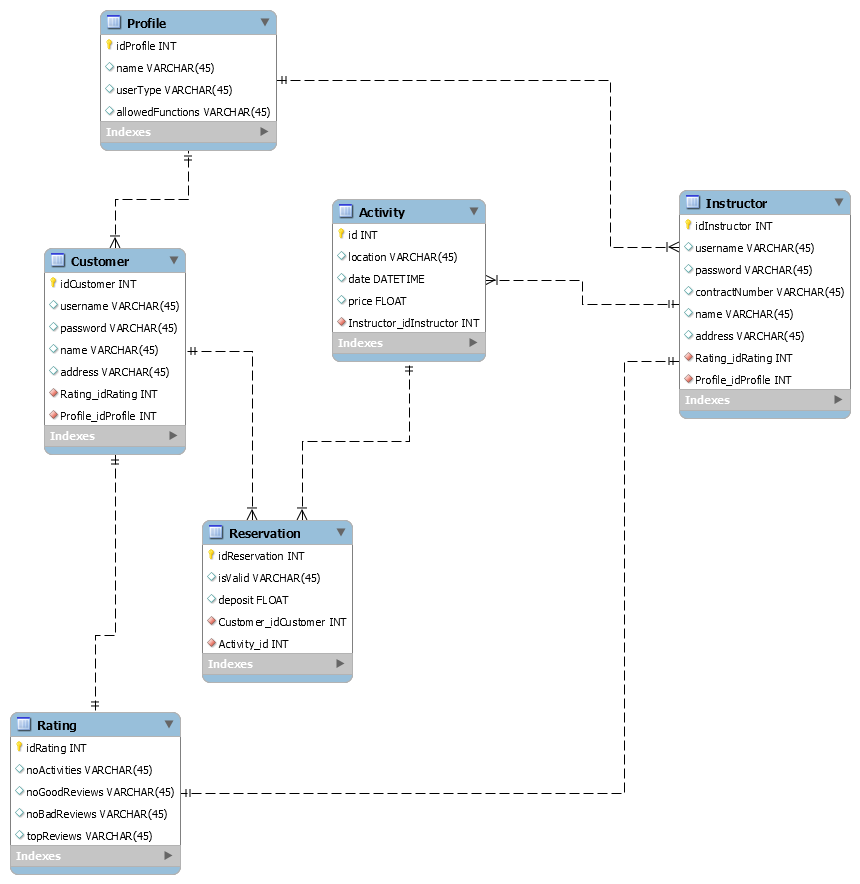 Profile
idProfile INT
name VARCHAR(45)
userType VARCHAR(45)
allowedFunctions VARCHAR(45)
Indexes
Customer
idCustomer INT
username VARCHAR(45)
password VARCHAR(45)
name VARCHAR(45)
address VARCHAR(45)
Rating_idRating INT
Profile_idProfile INT
Indexes
Activity
id INT
location VARCHAR(45)
date DATETIME
price FLOAT
Instructor_idInstructor INT
Indexes
Instructor
idInstructor INT
username VARCHAR(45)
password VARCHAR(45)
contractNumber VARCHAR(45)
name VARCHAR(45)
address VARCHAR(45)
Rating_idRating INT
Profile_idProfile INT
Indexes
Reservation
idReservation INT
isValid VARCHAR(45)
deposit FLOAT
Customer_idCustomer INT
Activity_id INT
Indexes
Rating
idRating INT
noActivities VARCHAR(45)
noGoodReviews VARCHAR(45)
noBadReviews VARCHAR(45)
topReviews VARCHAR(45)
Indexes